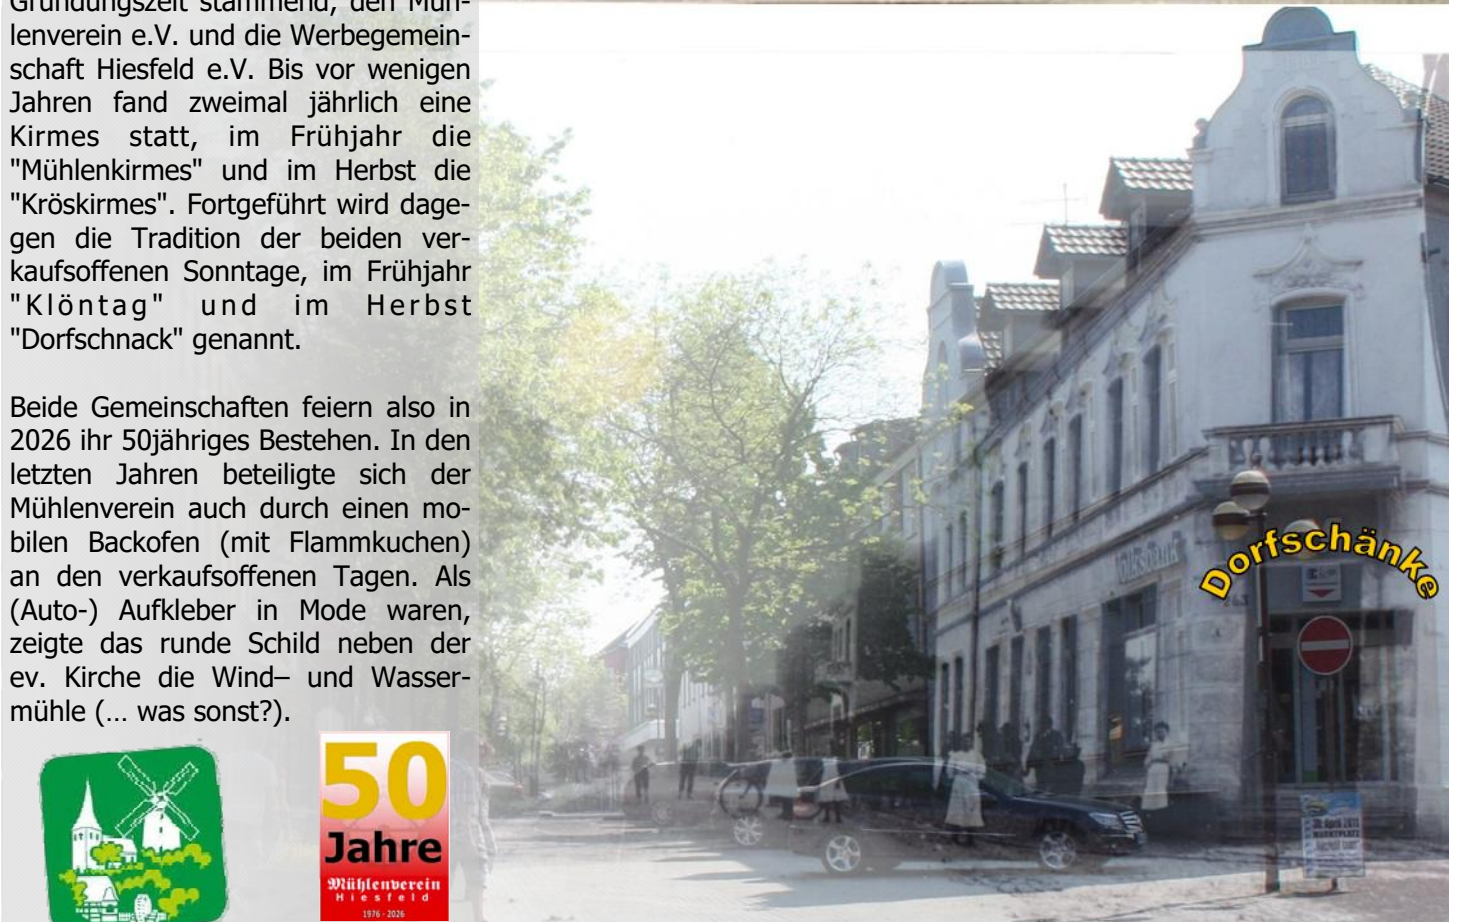 Gründungszeit stammend, den Müh-
lenverein e.V. und die Werbegemein-
schaft Hiesfeld e.V. Bis vor wenigen
Jahren fand zweimal jährlich eine
Kirmes statt, im Frühjahr die
"Mühlenkirmes" und im Herbst die
"Kröskirmes". Fortgeführt wird dage-
gen die Tradition der beiden ver-
kaufsoffenen Sonntage, im Frühjahr
"Klöntag" und im Herbst
"Dorfschnack" genannt.
Beide Gemeinschaften feiern also in
2026 ihr 50jähriges Bestehen. In den
letzten Jahren beteiligte sich der
Mühlenverein auch durch einen mo-
bilen Backofen (mit Flammkuchen)
an den verkaufsoffenen Tagen. Als
(Auto-) Aufkleber in Mode waren,
zeigte das runde Schild neben der
ev. Kirche die Wind– und Wasser-
mühle (… was sonst?).
50
Jahre
Mühlenverein
Hiesfeld
1976 - 2026
Volksbank
Dorfschänke
263
MARKTPLATZ